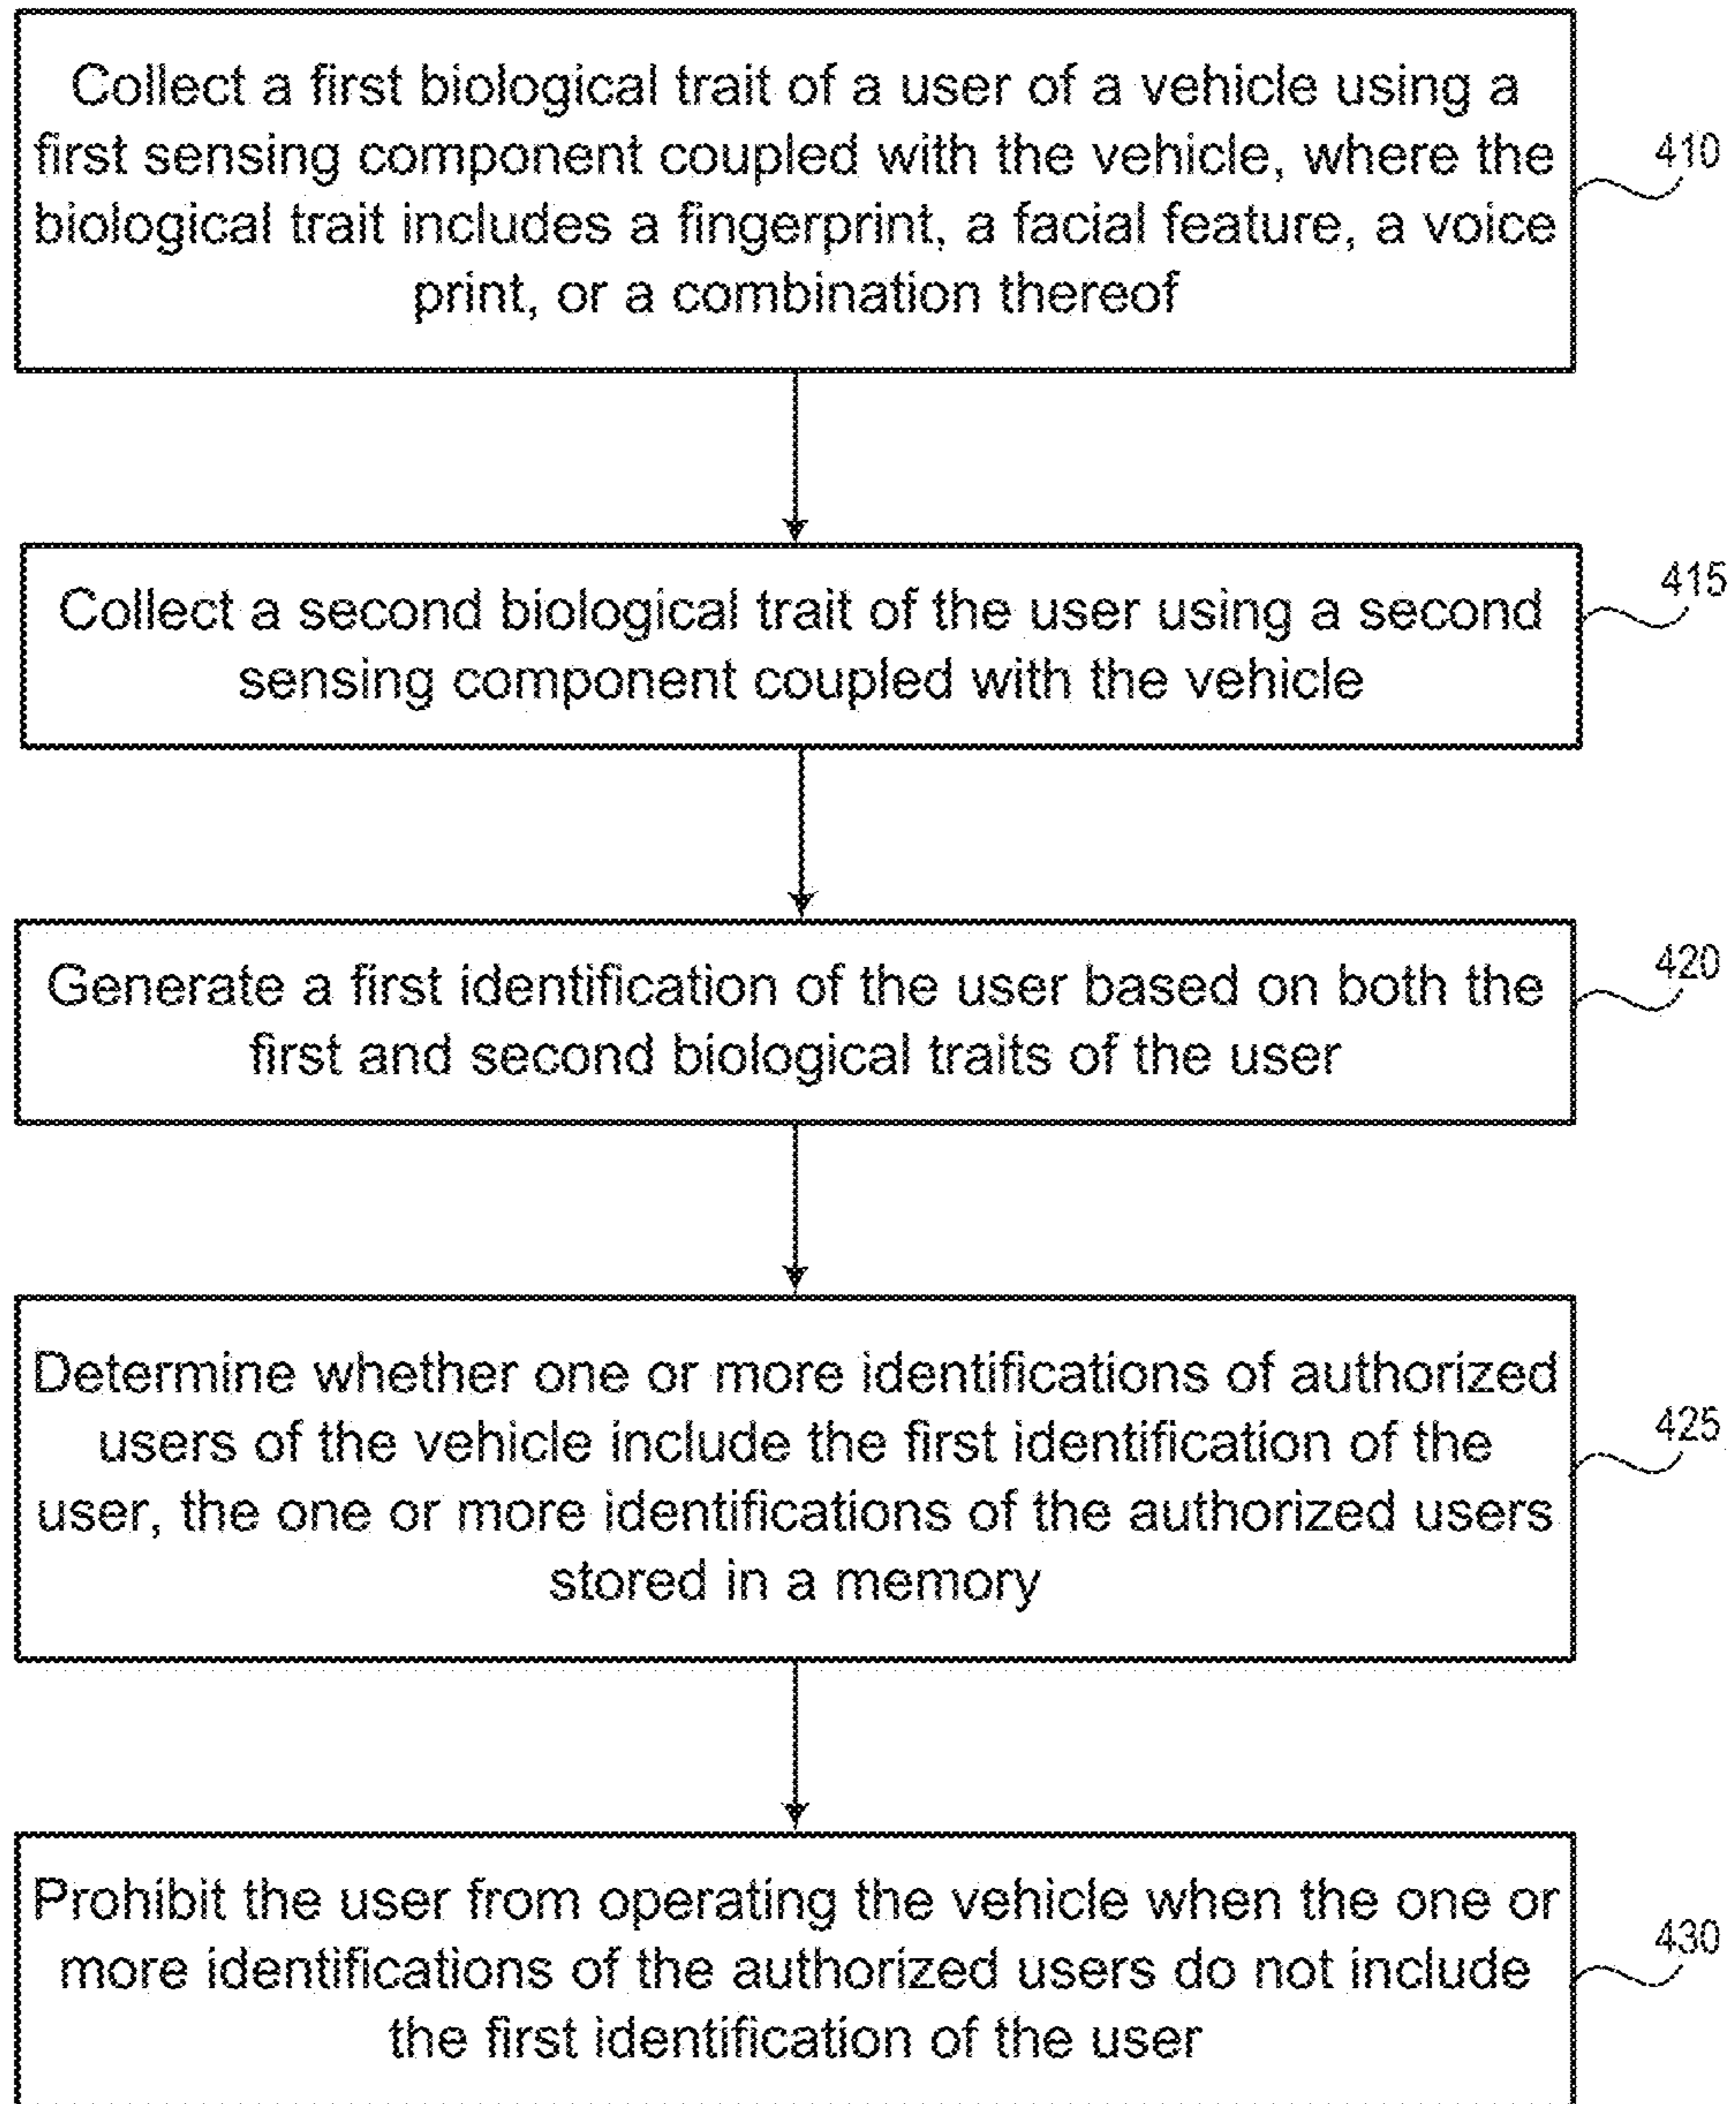 Collect a first biological trait of a user of a vehicle using a
first sensing component coupled with the vehicle, where the
biological trait includes a fingerprint, a facial feature, a voice
print, or a combination thereof
410
Collect a second biological trait of the user using a second
sensing component coupled with the vehicle
415
Generate a first identification of the user based on both the
first and second biological traits of the user
420
Determine whether one or more identifications of authorized
users of the vehicle include the first identification of the
user, the one or more identifications of the authorized users
stored in a memory
425
Prohibit the user from operating the vehicle when the one or
more identifications of the authorized users do not include
the first identification of the user
430